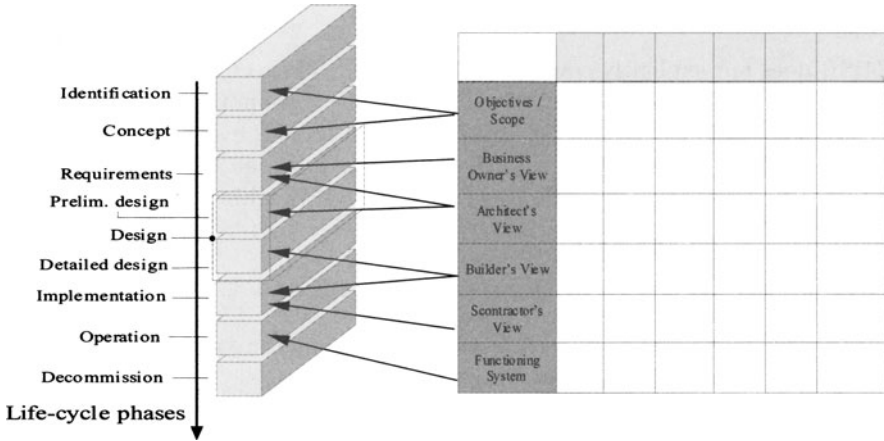 Identification
Concept
Requirements
Prelim. design
Design
Detailed design
Implementation
Operation
Decommission
Life-cycle phases
Objectives /
Scope
Business
Owner's View
Architect's
View
Builder's View
Scontractor's
View
Functioning
System